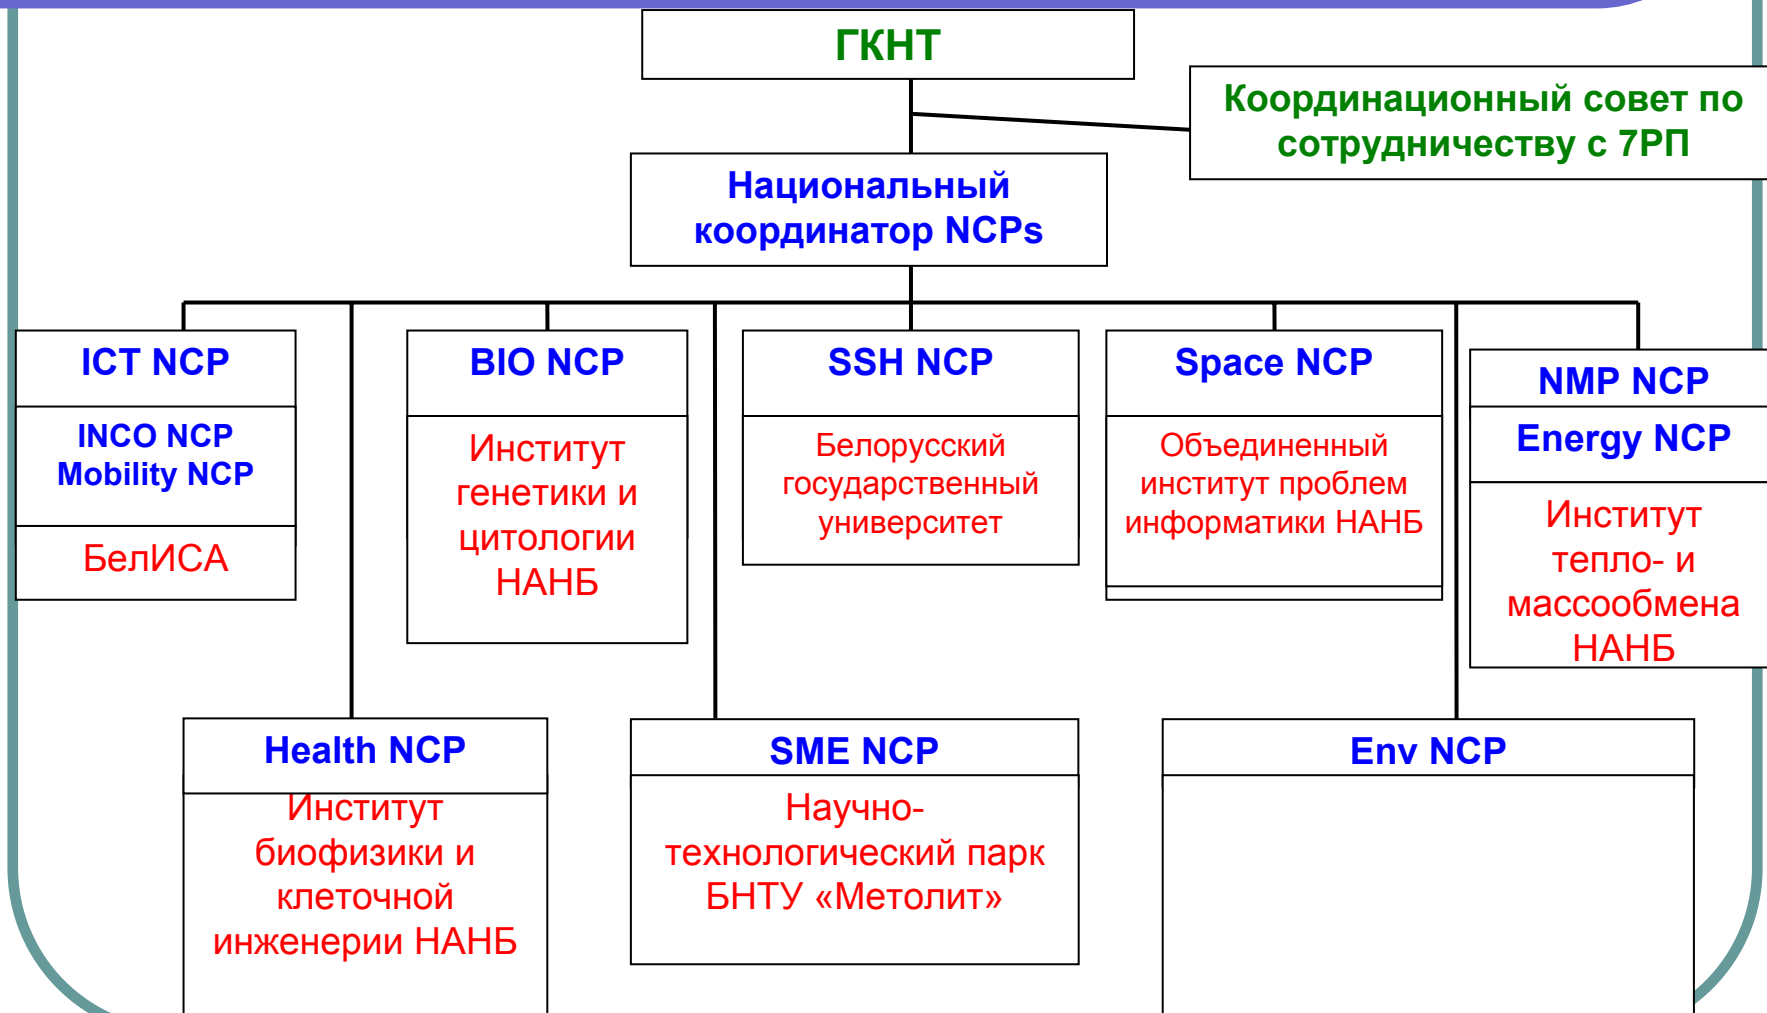 ГКНТ
Координационный совет по
сотрудничеству с 7РП
Национальный
координатор NCPs
ICT NCP
INCO NCP
Mobility NCP
БелИСА
BIO NCP
Институт
генетики и
цитологии
НАНБ
SSH NCP
Белорусский
государственный
университет
Space NCP
Объединенный
институт проблем
информатики НАНБ
NMP NCP
Energy NCP
Институт
тепло- и
массообмена
НАНБ
Health NCP
Институт
биофизики и
клеточной
инженерии НАНБ
SME NCP
Научно-
технологический парк
БНТУ «Метолит»
Env NCP